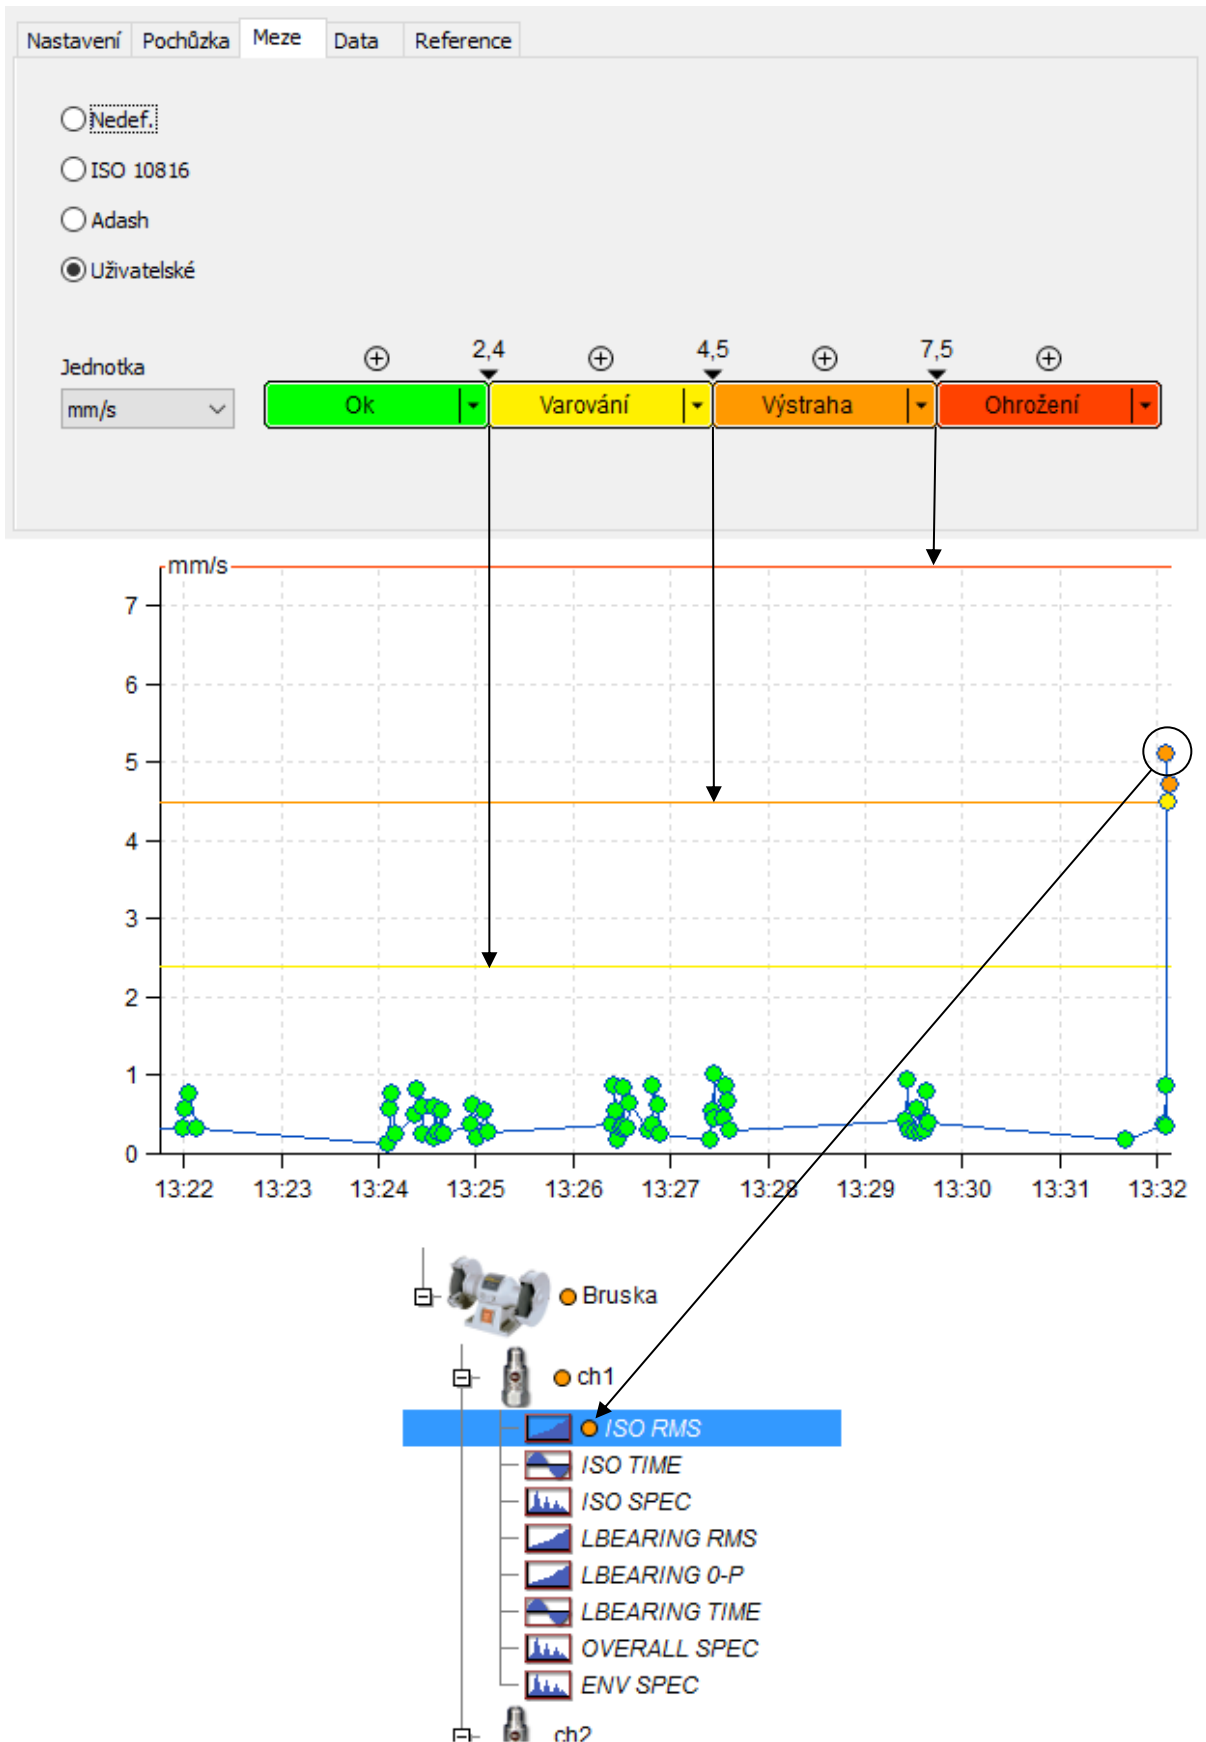 Nastavení Pochůzka Meze Data Reference
Nedef.
ISO 10816
Adash
Uživatelské
Jednotka
mm/s
2,4 4,5 7,5
Ok Varování Výstraha Ohrožení
mm/s
7
6
5
4
3
2
1
0
13:22 13:23 13:24 13:25 13:26 13:27 13:28 13:29 13:30 13:31 13:32
Bruska
ch1
ISO RMS
ISO TIME
ISO SPEC
LBEARING RMS
LBEARING 0-P
LBEARING TIME
OVERALL SPEC
ENV SPEC
ch2